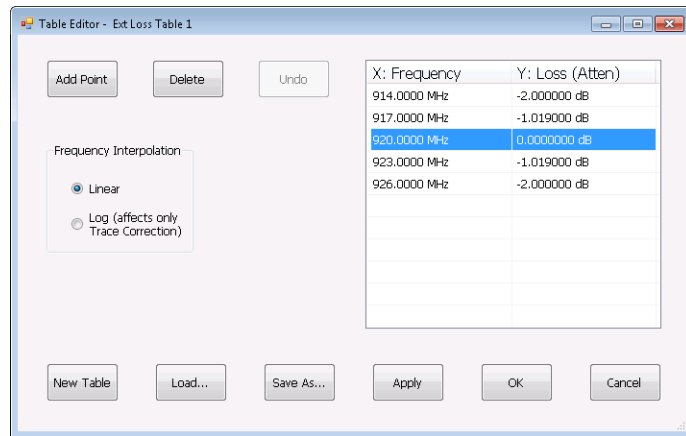 Table Editor - Ext Loss Table 1
Add Point
Delete
Undo
Frequency Interpolation
Linear
Log (affects only
Trace Correction)
X: Frequency Y: Loss (Atten)
914.0000 MHz -2.000000 dB
917.0000 MHz -1.019000 dB
920.0000 MHz 0.0000000 dB
923.0000 MHz -1.019000 dB
926.0000 MHz -2.000000 dB
New Table
Load...
Save As...
Apply
OK
Cancel